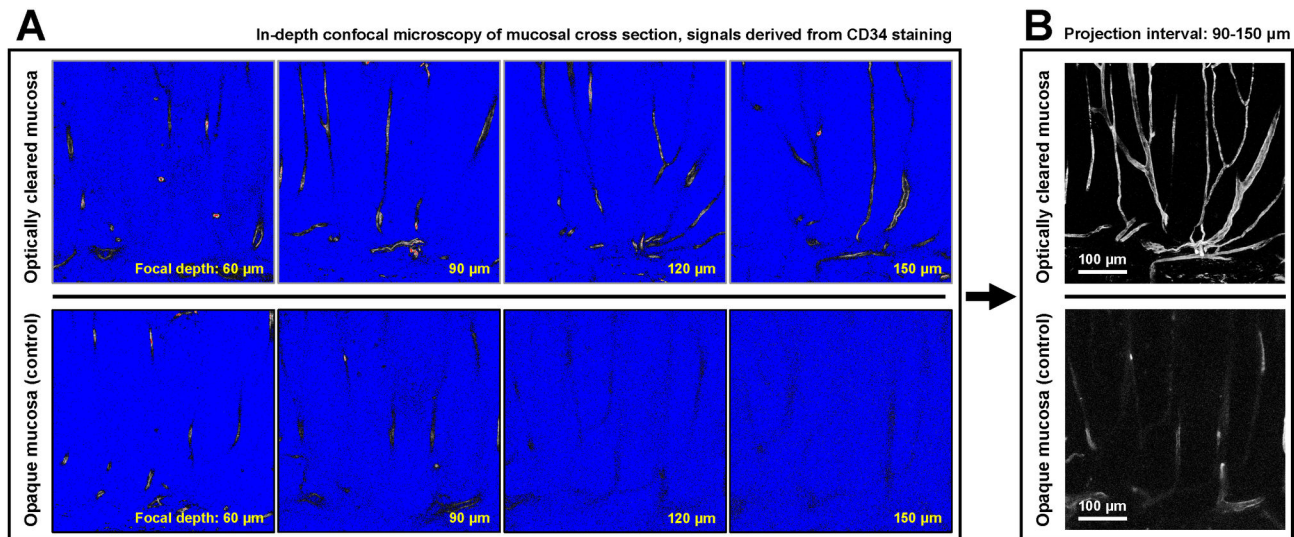 A
In-depth confocal microscopy of mucosal cross section, signals derived from CD34 staining
Optically cleared mucosa
Focal depth: 60 µm
90 µm
120 µm
150 µm
Opaque mucosa (control)
Focal depth: 60 µm
90 µm
120 µm
150 µm
B
Projection interval: 90-150 µm
Optically cleared mucosa
100 µm
Opaque mucosa (control)
100 µm